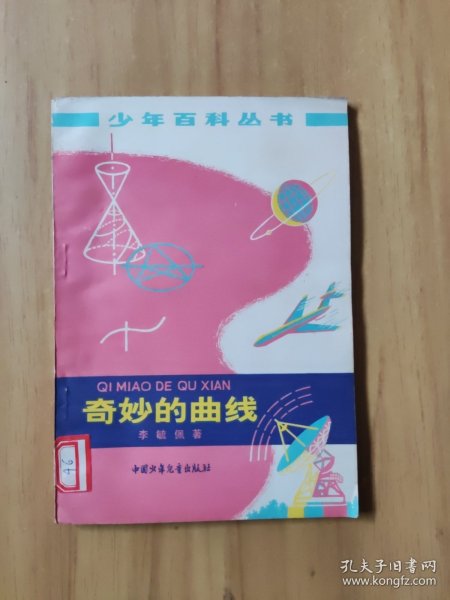 少年百科丛书
QI MIAO DE QU XIAN
奇妙的曲线
李毓佩著
中国少年儿童出版社
46
孔夫子旧书网
www.kongfz.com